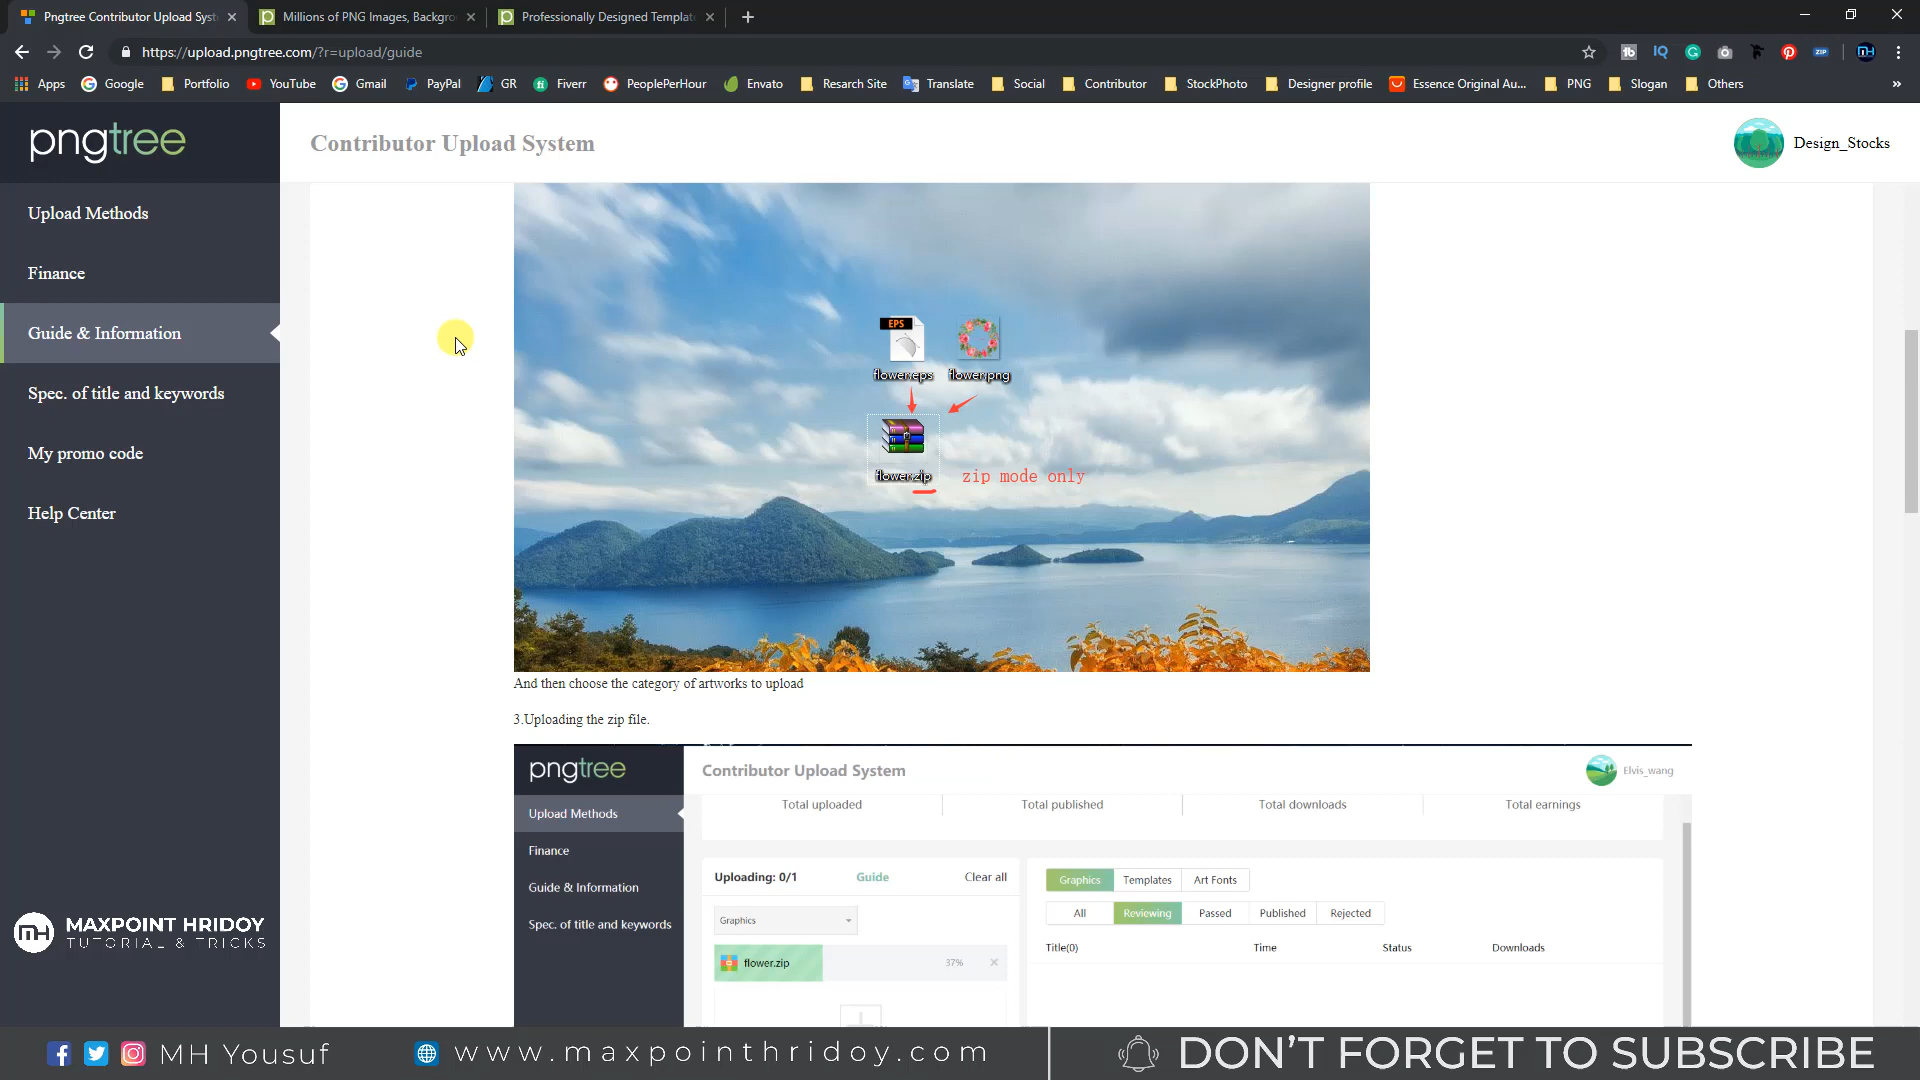 Pngtree Contributor Upload Syst
Millions of PNG Images, Backgro
Professionally Designed Templat
https://upload.pngtree.com/?r=upload/guide
Apps
Google
Portfolio
YouTube
Gmail
PayPal
GR
Fiverr
PeoplePerHour
Envato
Resarch Site
Translate
Social
Contributor
StockPhoto
Designer profile
Essence Original Au...
PNG
Slogan
Others
pngtree
Contributor Upload System
Design_Stocks
Upload Methods
Finance
Guide & Information
Spec. of title and keywords
My promo code
Help Center
EPS
flower.eps
flower.png
flower.zip
zip mode only
And then choose the category of artworks to upload
3.Uploading the zip file.
pngtree
Contributor Upload System
Elvis_wang
Upload Methods
Finance
Guide & Information
Spec. of title and keywords
Total uploaded
Total published
Total downloads
Total earnings
Uploading: 0/1
Guide
Clear all
Graphics
flower.zip
37%
Graphics
Templates
Art Fonts
All
Reviewing
Passed
Published
Rejected
Title(0)
Time
Status
Downloads
MAXPOINT HRIDOY
TUTORIAL & TRICKS
MH Yousuf
www.maxpointhridoy.com
DON'T FORGET TO SUBSCRIBE